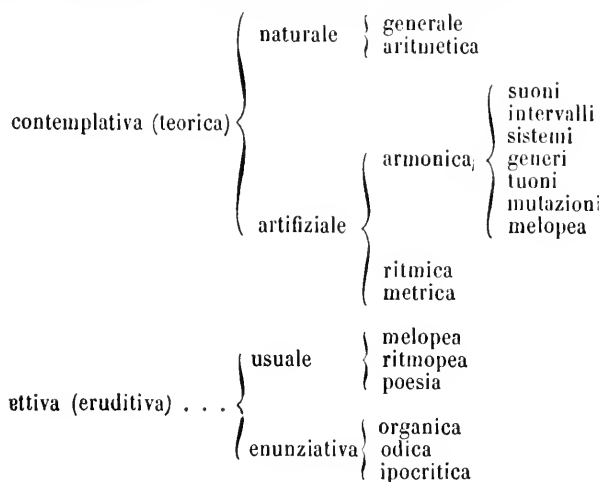 naturale
generale
aritmetica
contemplativa (teorica)
suoni
intervalli
sistemi
armonica;
generi
tuoni
mutazioni
melopea
artifiziale
ritmica
metrica
melopea
usuale
ritmopea
poesia
ettiva (eruditiva) . . .
organica
enunziativa
odica
ipocritica